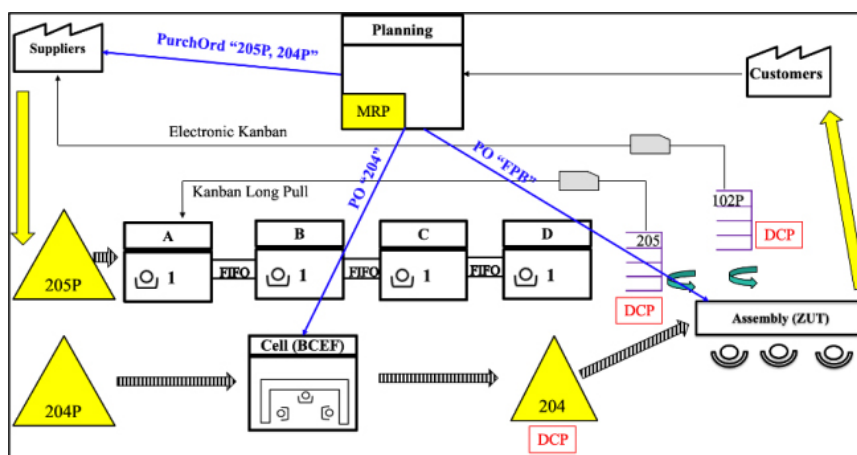 Planning
Suppliers
PurchOrd “205P, 204P”
Customers
MRP
Electronic Kanban
PO “204”
PO “FPB”
Kanban Long Pull
102P
A
B
C
D
205
DCP
1
FIFO
1
FIFO
1
FIFO
1
205P
DCP
Assembly (ZUT)
Cell (BCEF)
204P
204
DCP